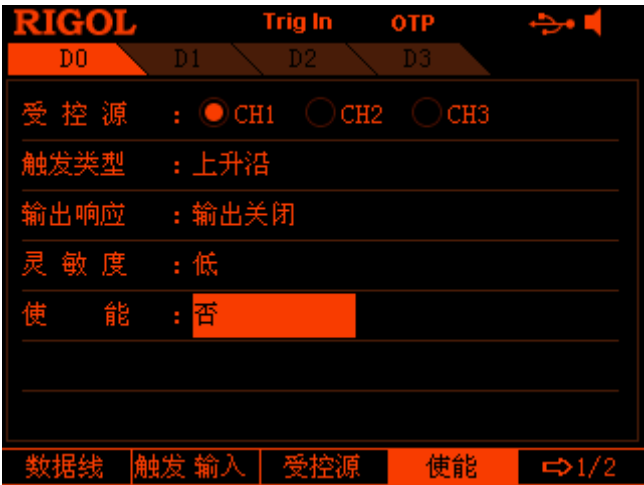 RIGOL Trig In OTP
D0 D1 D2 D3
受 控 源 : CH1 CH2 CH3
触发类型 : 上升沿
输出响应 : 输出关闭
灵 敏 度 : 低
使 能 : 否
数据线 触发 输入 受控源 使能 1/2